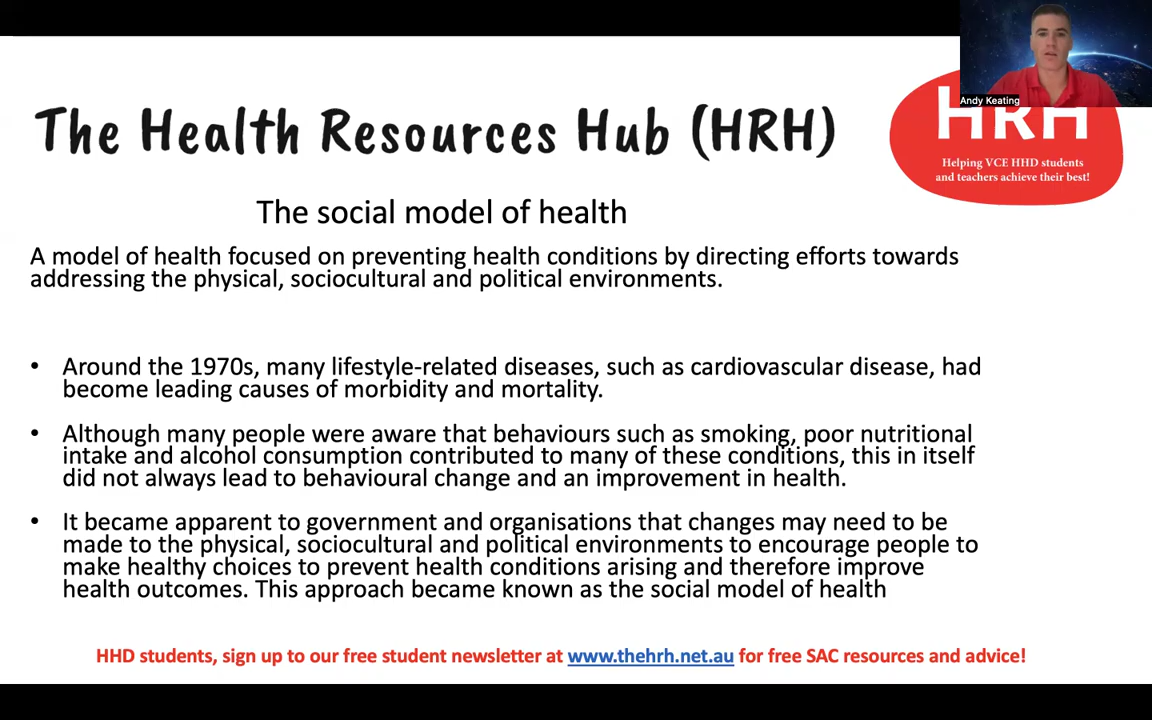 Andy Keating
The Health Resources Hub (HRH)
HRH
Helping VCE HHD students
and teachers achieve their best!
The social model of health
A model of health focused on preventing health conditions by directing efforts towards
addressing the physical, sociocultural and political environments.
• Around the 1970s, many lifestyle-related diseases, such as cardiovascular disease, had
become leading causes of morbidity and mortality.
• Although many people were aware that behaviours such as smoking, poor nutritional
intake and alcohol consumption contributed to many of these conditions, this in itself
did not always lead to behavioural change and an improvement in health.
• It became apparent to government and organisations that changes may need to be
made to the physical, sociocultural and political environments to encourage people to
make healthy choices to prevent health conditions arising and therefore improve
health outcomes. This approach became known as the social model of health
HHD students, sign up to our free student newsletter at www.thehrh.net.au for free SAC resources and advice!